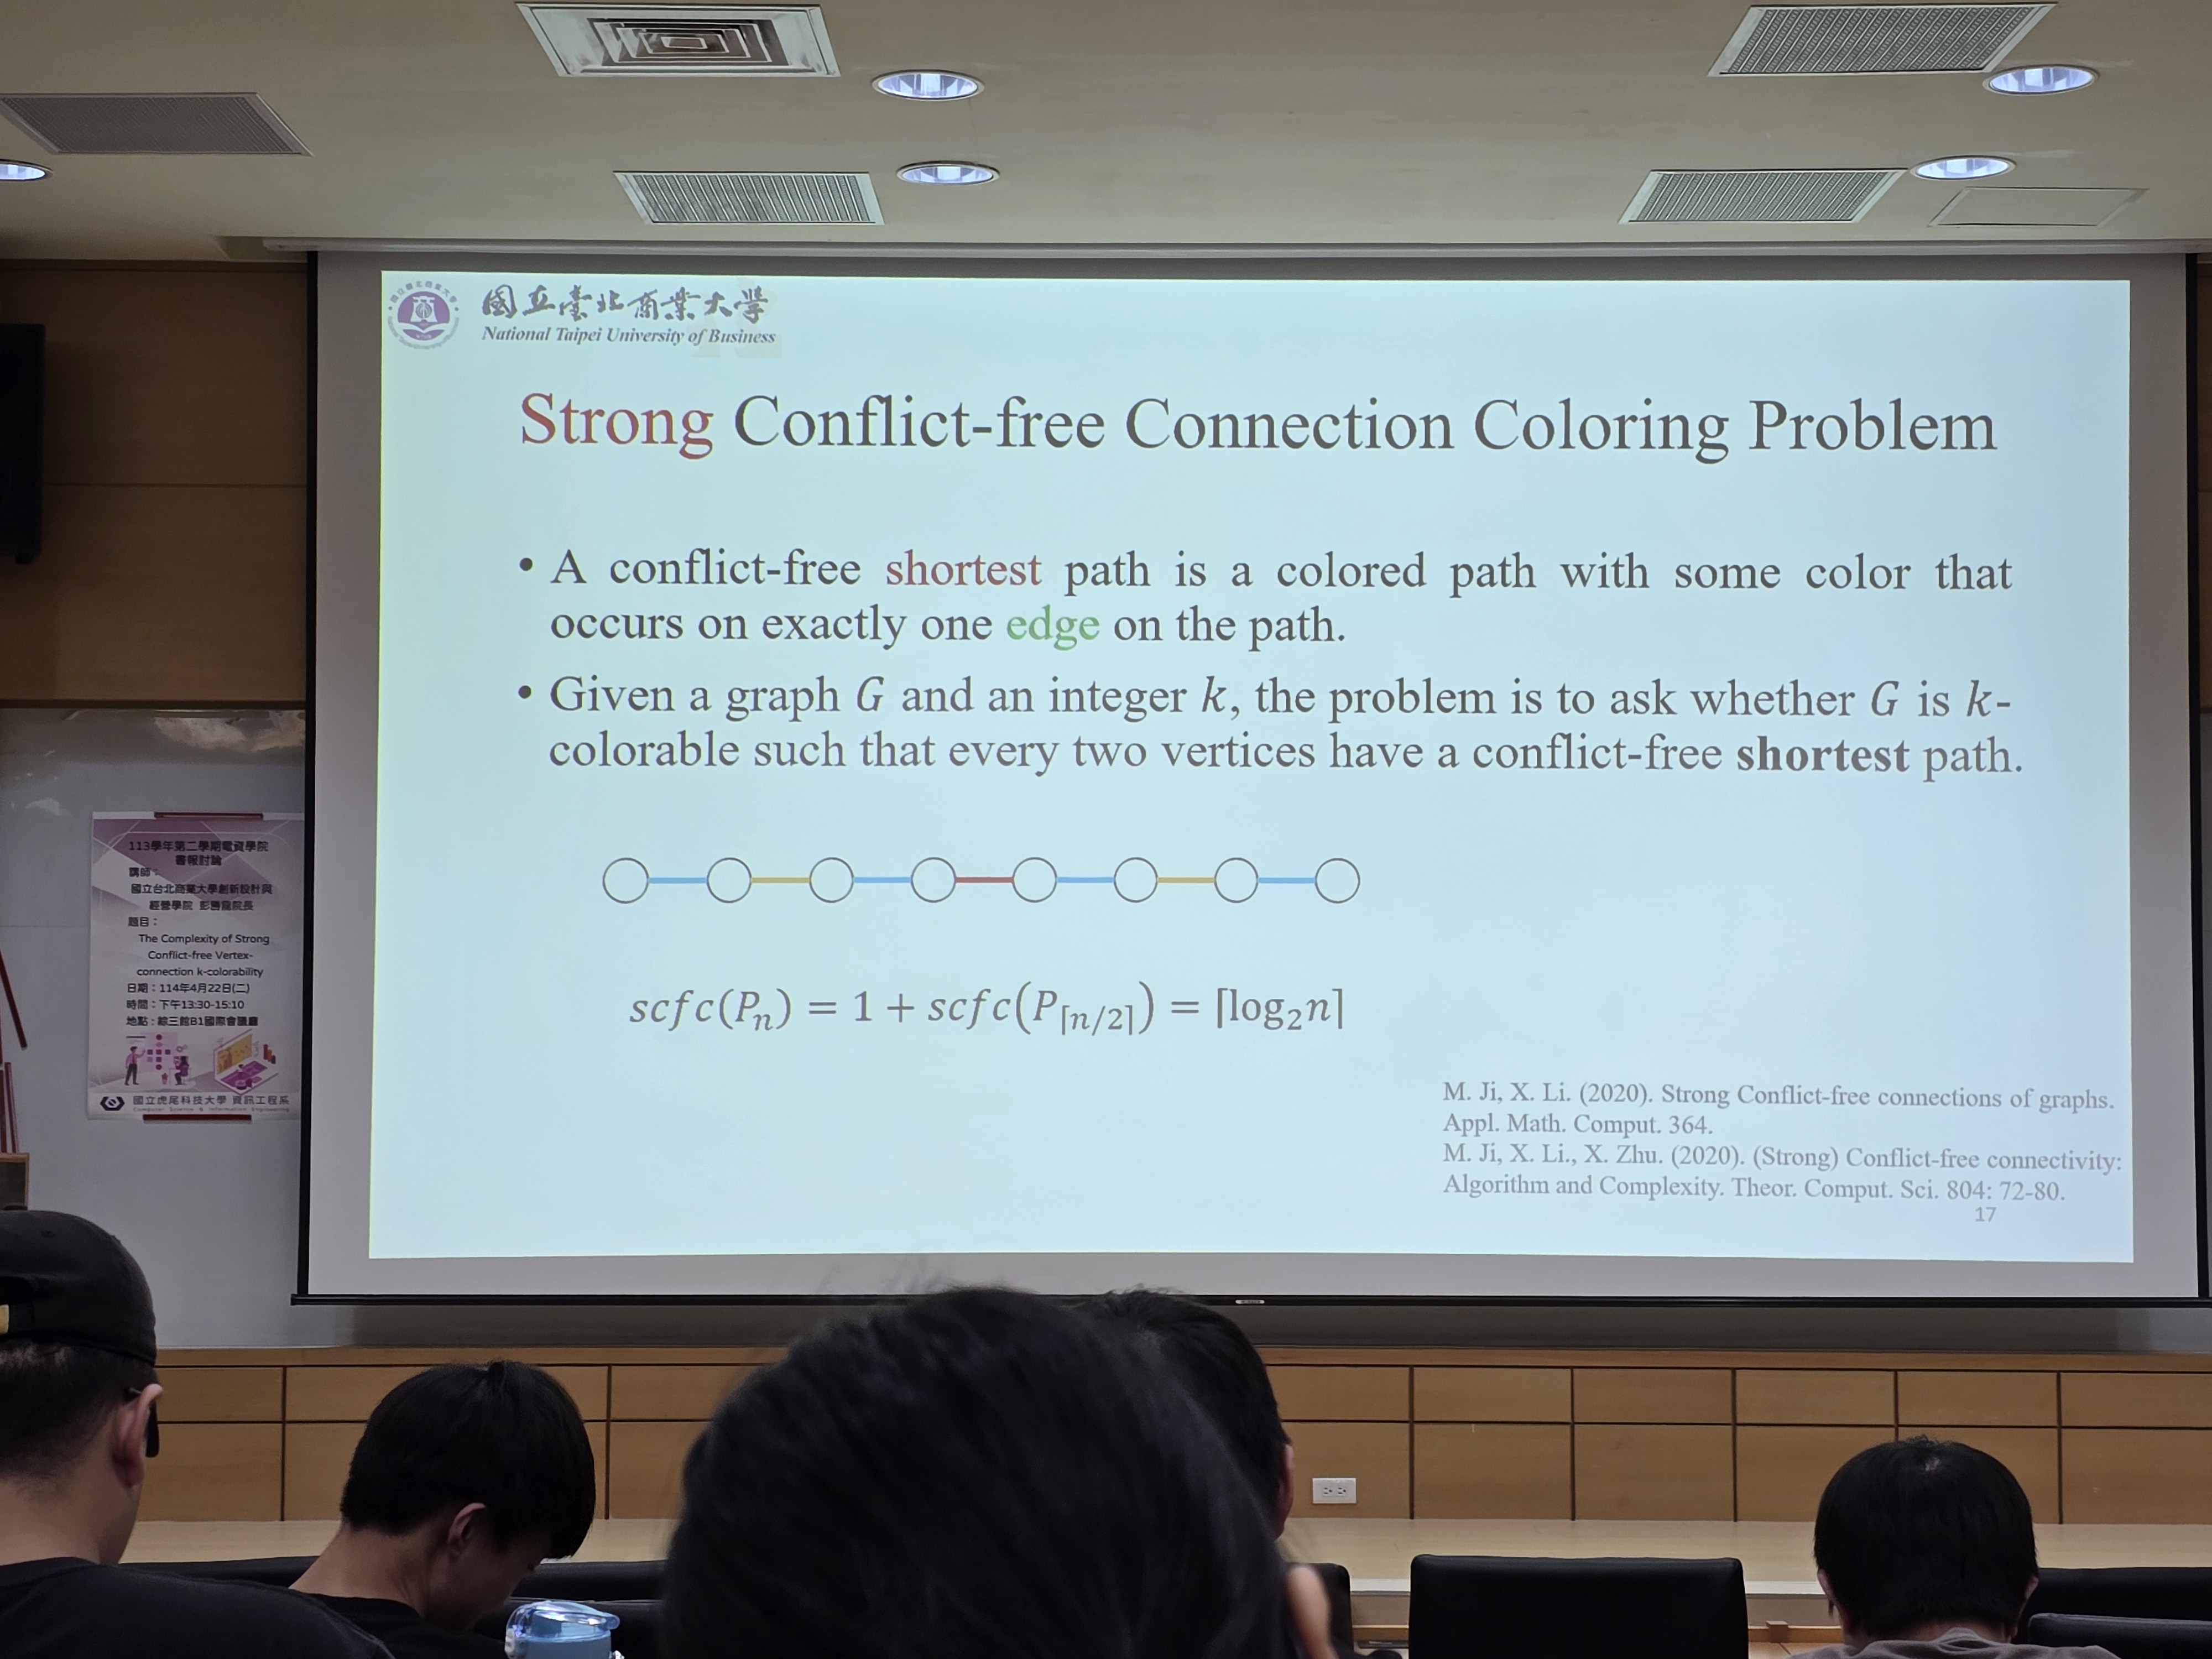 國立臺北商業大學
National Taipei University of Business
Strong Conflict-free Connection Coloring Problem
• A conflict-free shortest path is a colored path with some color that
occurs on exactly one edge on the path.
• Given a graph G and an integer k, the problem is to ask whether G is k-
colorable such that every two vertices have a conflict-free shortest path.
scfc(Pₙ) = 1 + scfc(P⌈n/2⌉) = ⌈log₂n⌉
M. Ji, X. Li. (2020). Strong Conflict-free connections of graphs.
Appl. Math. Comput. 364.
M. Ji, X. Li., X. Zhu. (2020). (Strong) Conflict-free connectivity:
Algorithm and Complexity. Theor. Comput. Sci. 804: 72-80.
17
113學年第二學期電資學院
書報討論
講師：
國立台北商業大學創新設計與
經營學院 彭勝龍院長
題目：
The Complexity of Strong
Conflict-free Vertex-
connection k-colorability
日期：114年4月22日(二)
時間：下午13:30-15:10
地點：綜三館B1國際會議廳
國立虎尾科技大學 資訊工程系
Computer Science & Information Engineering